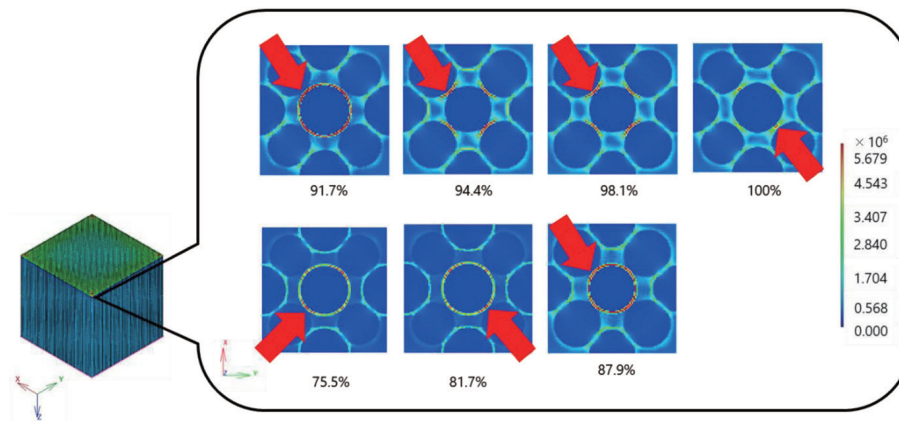 91.7%
94.4%
98.1%
100%
75.5%
81.7%
87.9%
× 10⁶
5.679
4.543
3.407
2.840
1.704
0.568
0.000
X
Y
Z
X
Z
Y